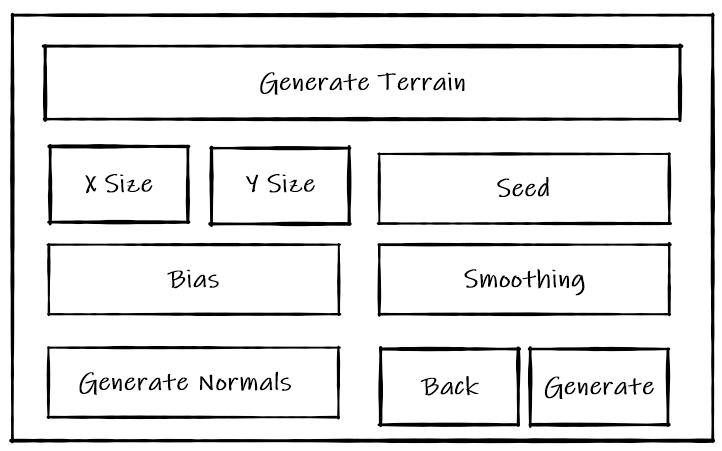 Generate Terrain
X Size
Y Size
Seed
Bias
Smoothing
Generate Normals
Back
Generate